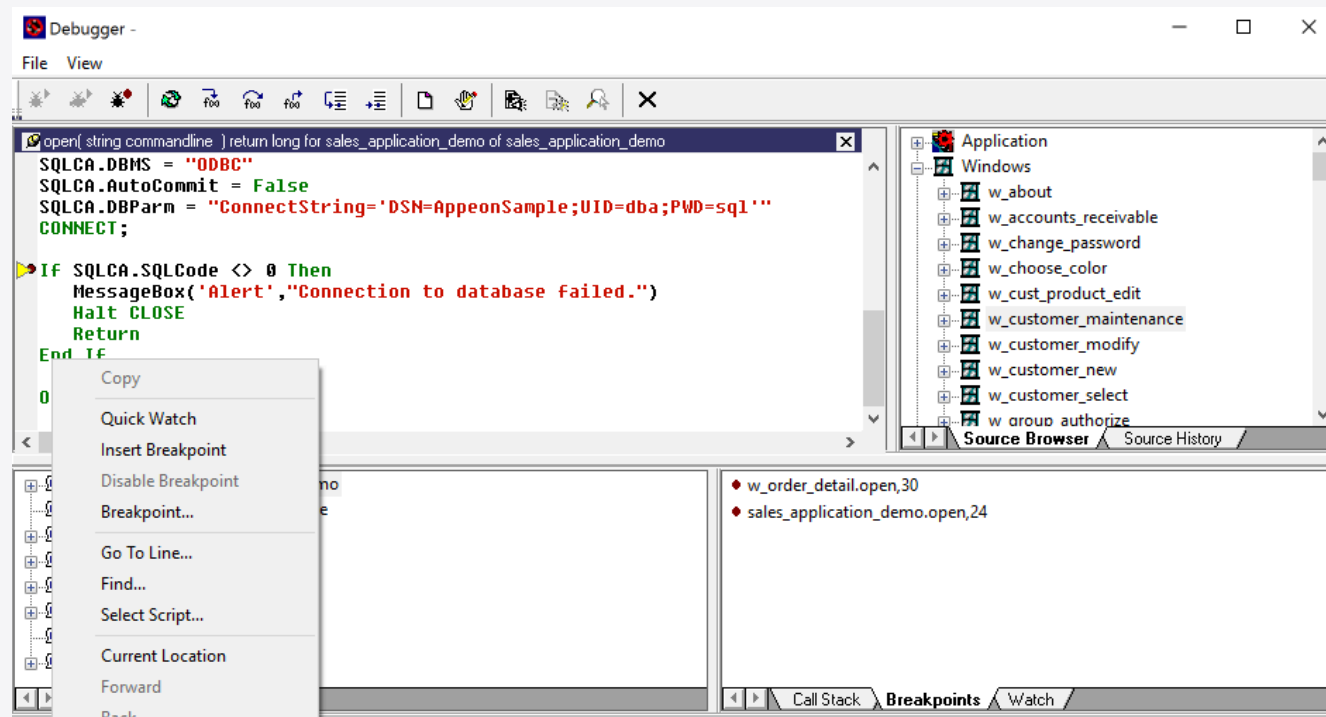 Debugger -
File View
open( string commandline ) return long for sales_application_demo of sales_application_demo
SQLCA.DBMS = "ODBC"
SQLCA.AutoCommit = False
SQLCA.DBParm = "ConnectString='DSN=AppeonSample;UID=dba;PWD=sql'"
CONNECT;
If SQLCA.SQLCode <> 0 Then
MessageBox('Alert',"Connection to database failed.")
Halt CLOSE
Return
End If
O
Application
Windows
w_about
w_accounts_receivable
w_change_password
w_choose_color
w_cust_product_edit
w_customer_maintenance
w_customer_modify
w_customer_new
w_customer_select
w_group_authorize
Source Browser Source History
Copy
Quick Watch
Insert Breakpoint
Disable Breakpoint
Breakpoint...
Go To Line...
Find...
Select Script...
Current Location
Forward
Back
w_order_detail.open,30
sales_application_demo.open,24
Call Stack Breakpoints Watch